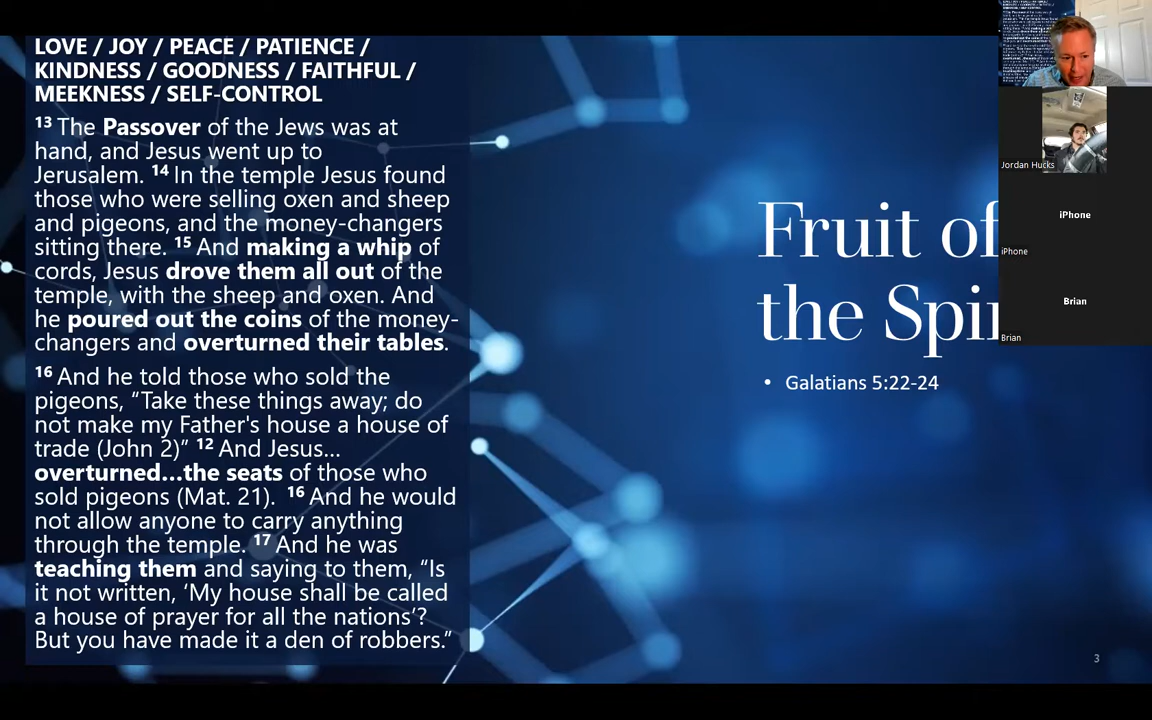 LOVE / JOY / PEACE / PATIENCE /
KINDNESS / GOODNESS / FAITHFUL /
MEEKNESS / SELF-CONTROL
13 The Passover of the Jews was at
hand, and Jesus went up to
Jerusalem. 14 In the temple Jesus found
those who were selling oxen and sheep
and pigeons, and the money-changers
sitting there. 15 And making a whip of
cords, Jesus drove them all out of the
temple, with the sheep and oxen. And
he poured out the coins of the money-
changers and overturned their tables.
16 And he told those who sold the
pigeons, “Take these things away; do
not make my Father's house a house of
trade (John 2)” 12 And Jesus…
overturned…the seats of those who
sold pigeons (Mat. 21). 16 And he would
not allow anyone to carry anything
through the temple. 17 And he was
teaching them and saying to them, “Is
it not written, ‘My house shall be called
a house of prayer for all the nations’?
But you have made it a den of robbers.”
Fruit of
the Spi
• Galatians 5:22-24
3
Jordan Hucks
iPhone
iPhone
Brian
Brian